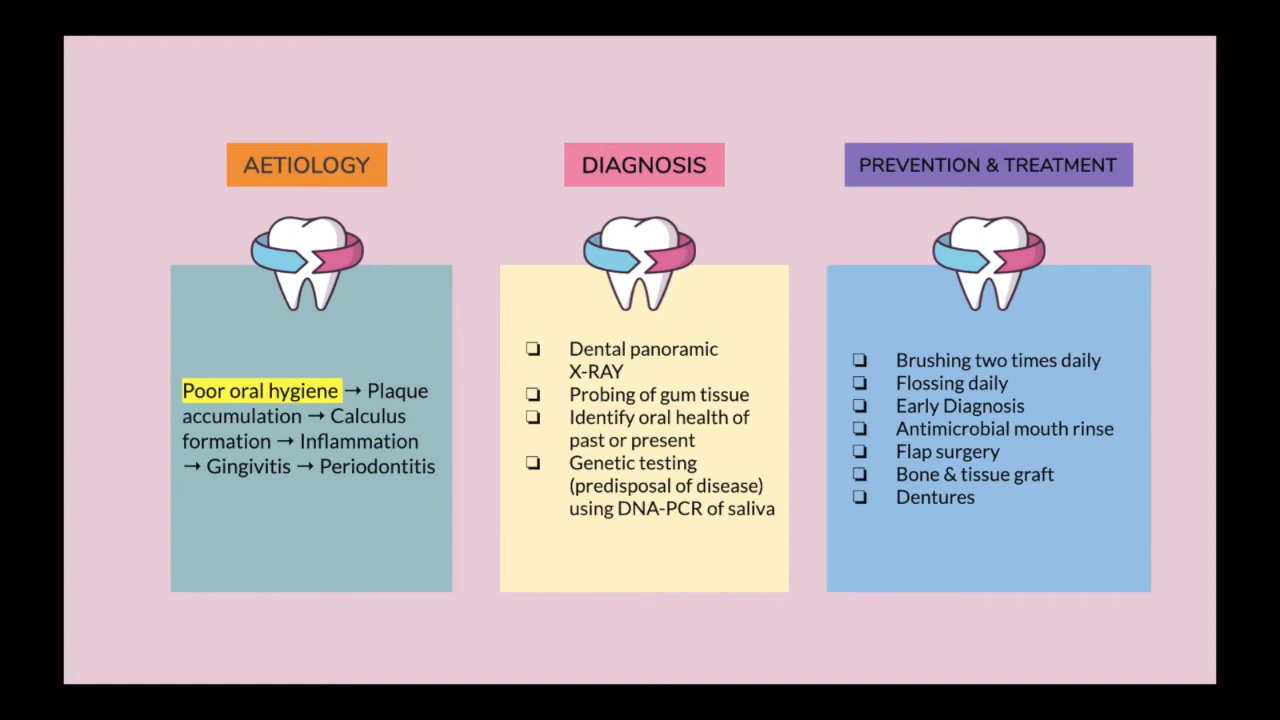 AETIOLOGY
Poor oral hygiene → Plaque
accumulation → Calculus
formation → Inflammation
→ Gingivitis → Periodontitis
DIAGNOSIS
❏ Dental panoramic
X-RAY
❏ Probing of gum tissue
❏ Identify oral health of
past or present
❏ Genetic testing
(predisposal of disease)
using DNA-PCR of saliva
PREVENTION & TREATMENT
❏ Brushing two times daily
❏ Flossing daily
❏ Early Diagnosis
❏ Antimicrobial mouth rinse
❏ Flap surgery
❏ Bone & tissue graft
❏ Dentures